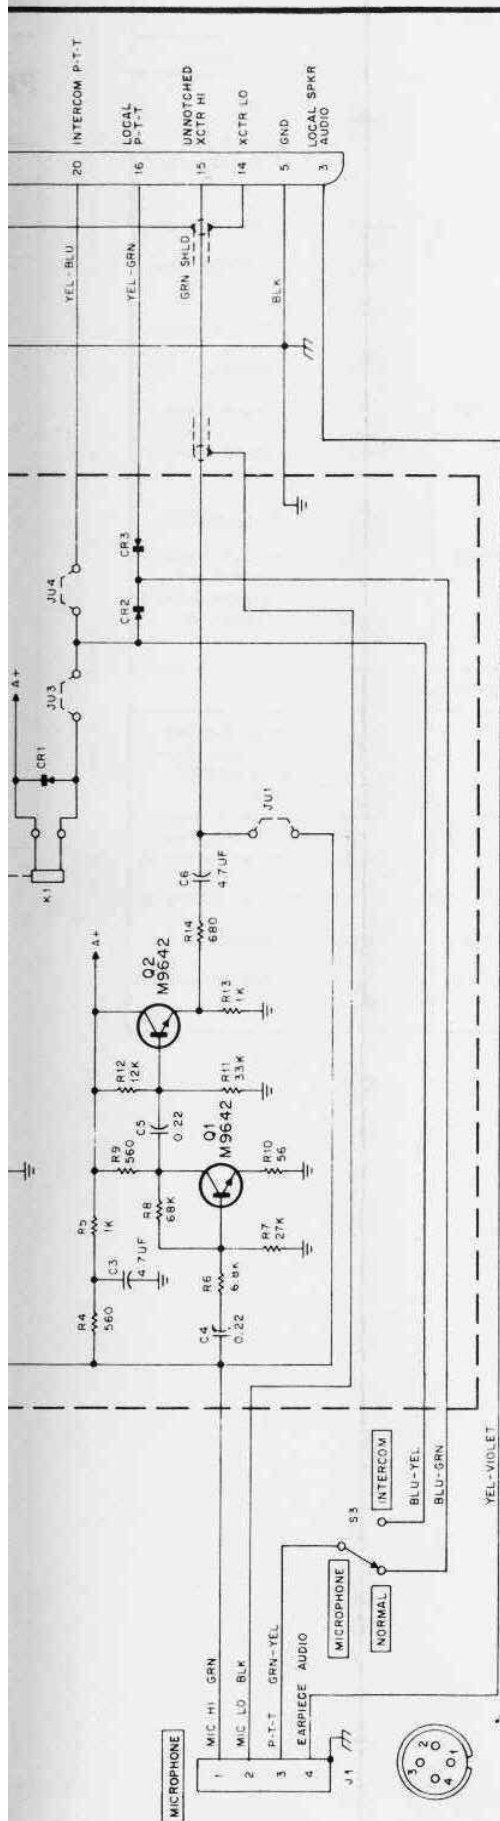 INTERCOM P-T-T
LOCAL
P-T-T
UNNOTCHED
XCTR HI
XCTR LO
GND
LOCAL SPKR
AUDIO
20
16
15
14
5
3
YEL-BLU
YEL-GRN
GRN SHLD
BLK
JU4
CR3
CR2
JU3
A+
CR1
K1
JU1
C6
4.7UF
R14
680
A+
Q2
M9642
R13
1K
R12
12K
R11
33K
C5
0.22
Q1
M9642
R9
560
R10
56
R8
68K
R7
27K
R5
1K
C3
4.7UF
R6
6.8K
R4
560
C4
0.22
S3
INTERCOM
BLU-YEL
BLU-GRN
YEL-VIOLET
MICROPHONE
NORMAL
MIC HI GRN
MIC LO BLK
P-T-T GRN-YEL
EARPIECE AUDIO
MICROPHONE
1
2
3
4
J1
3
2
4
1